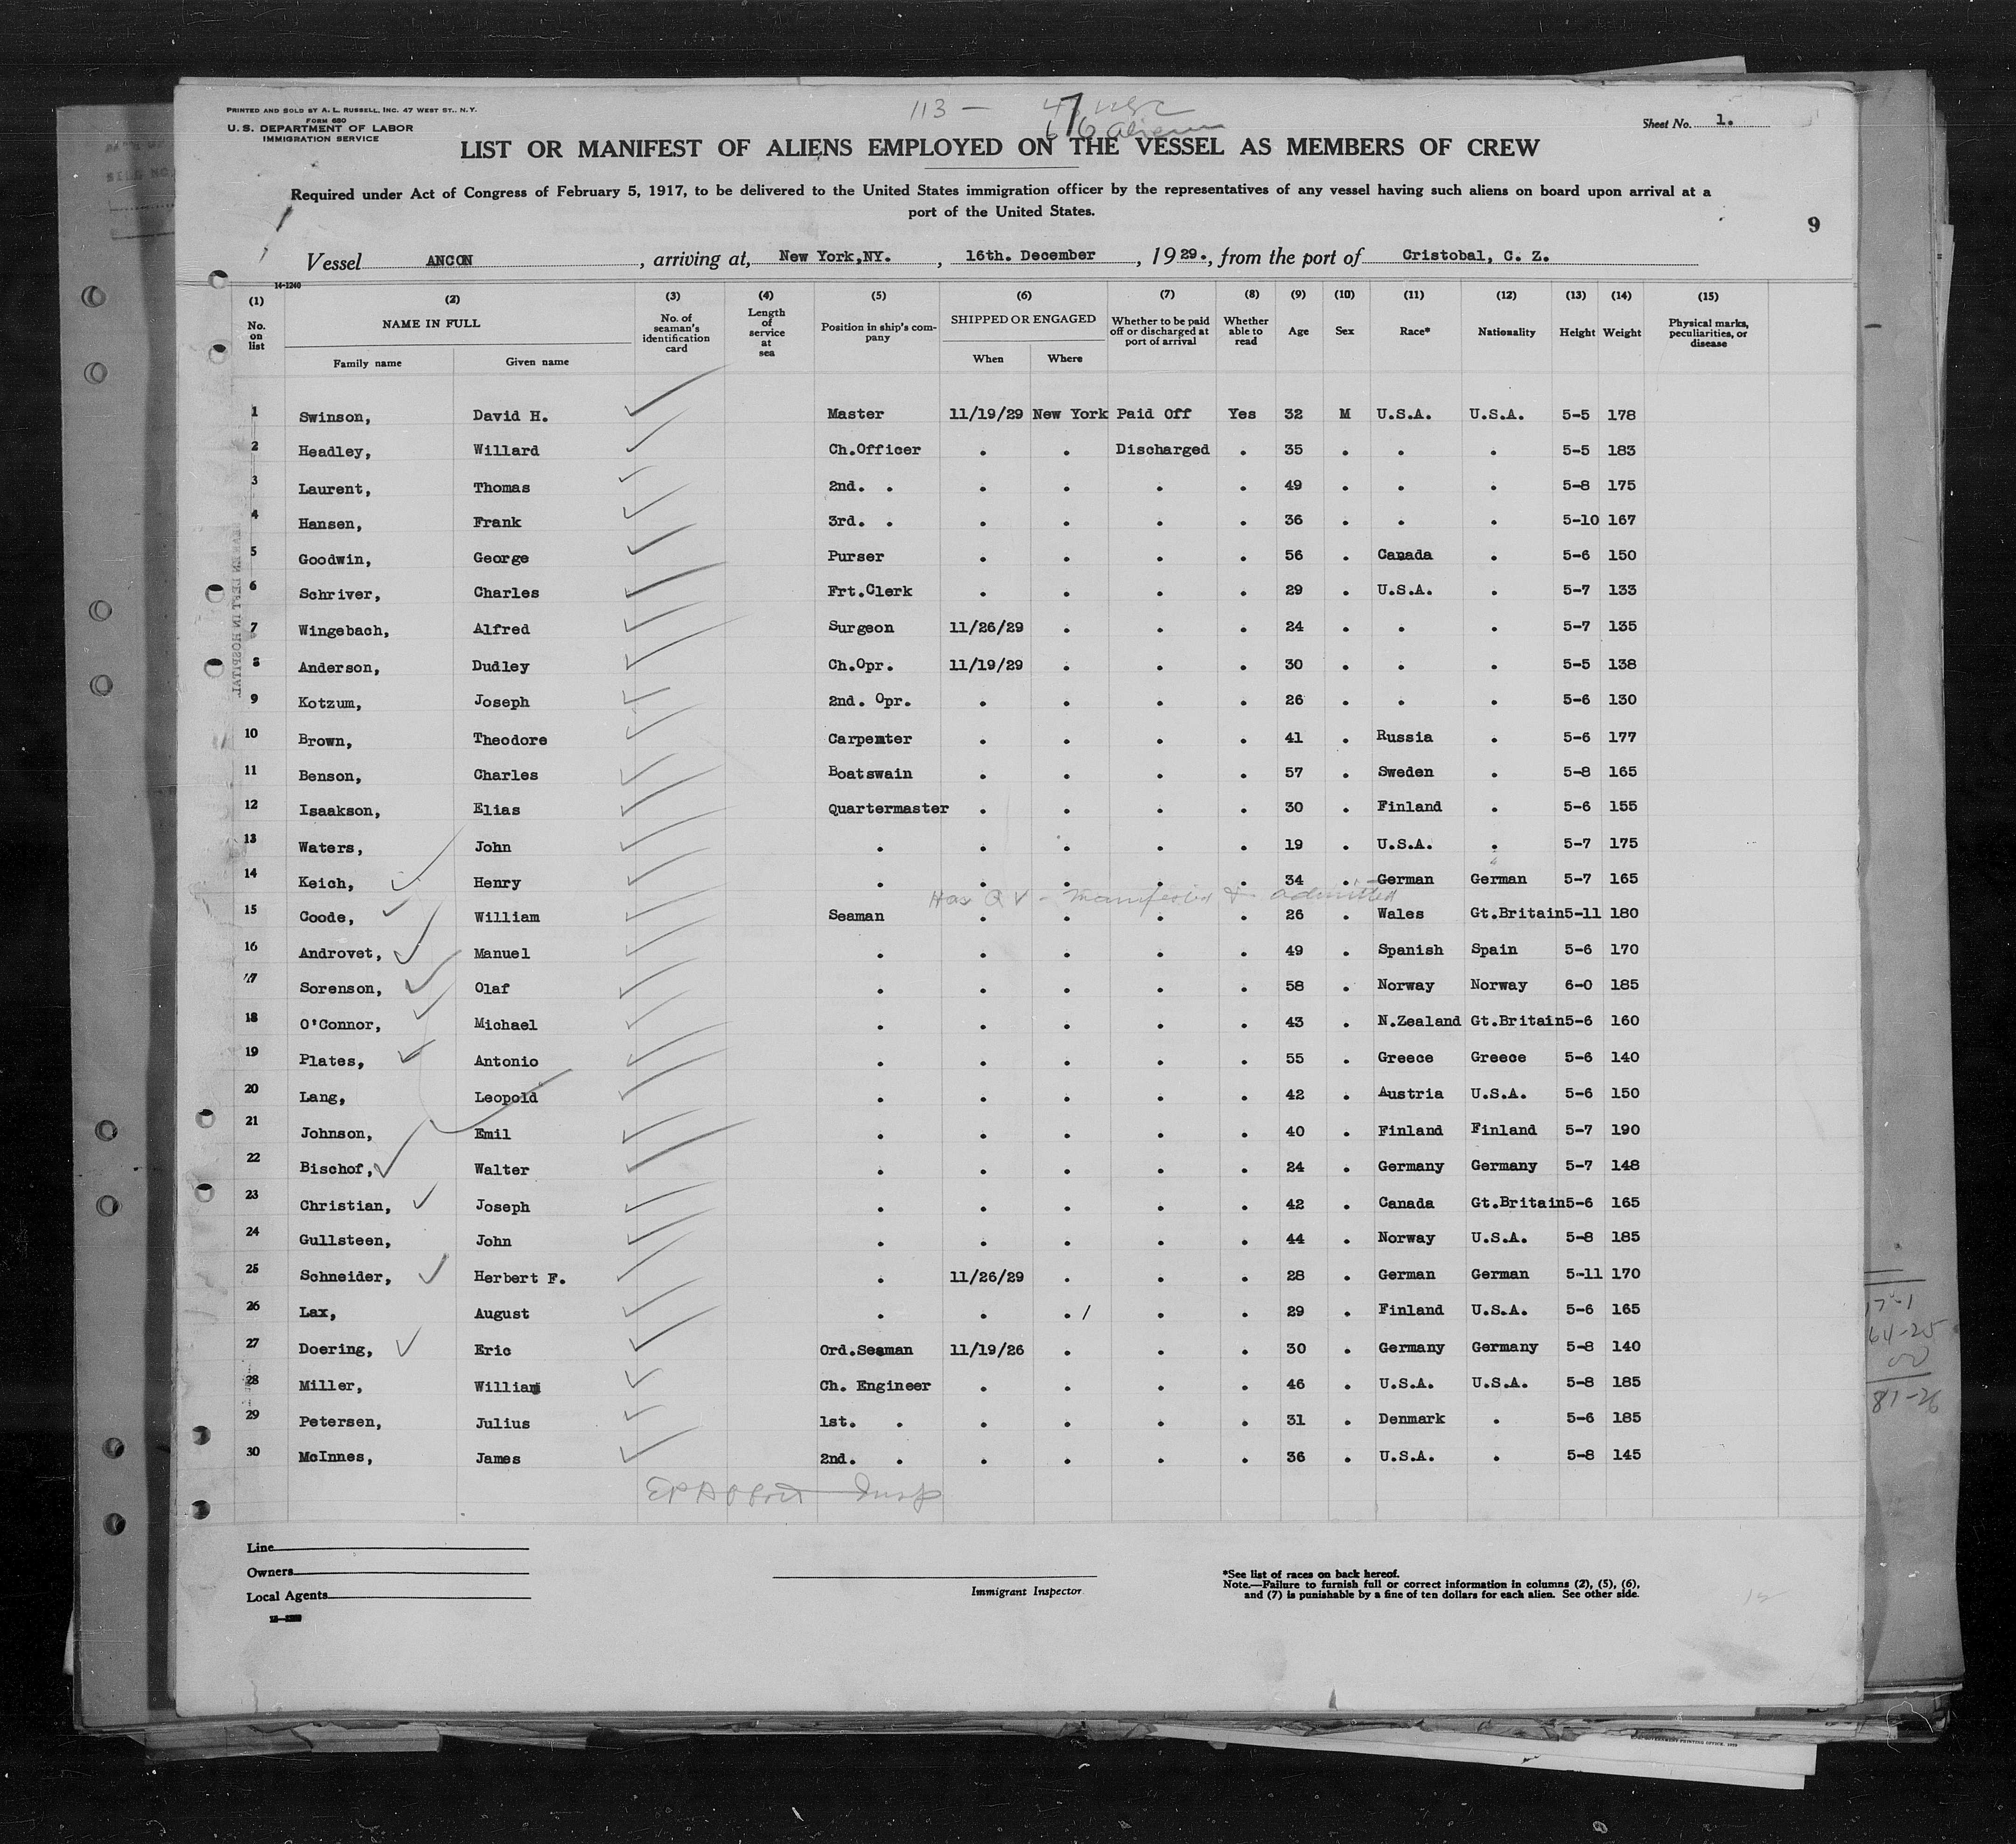 PRINTED AND SOLD BY A. L. RUSSELL, INC. 47 WEST ST., N.Y.
FORM 680
U. S. DEPARTMENT OF LABOR
IMMIGRATION SERVICE
113 –
Sheet No. 1.
LIST OR MANIFEST OF ALIENS EMPLOYED ON THE VESSEL AS MEMBERS OF CREW
Required under Act of Congress of February 5, 1917, to be delivered to the United States immigration officer by the representatives of any vessel having such aliens on board upon arrival at a
port of the United States.
9
Vessel ANCON , arriving at, New York,NY. , 16th. December , 19 29. , from the port of Cristobal, C. Z.
14-1240
(1) (2) (3) (4) (5) (6) (7) (8) (9) (10) (11) (12) (13) (14) (15)
No. on list NAME IN FULL Family name Given name No. of seaman's identification card Length of service at sea Position in ship's company SHIPPED OR ENGAGED When Where Whether to be paid off or discharged at port of arrival Whether able to read Age Sex Race* Nationality Height Weight Physical marks, peculiarities, or disease
1 Swinson, David H. Master 11/19/29 New York Paid Off Yes 32 M U.S.A. U.S.A. 5-5 178
2 Headley, Willard Ch.Officer . . Discharged . 35 . . . 5-5 183
3 Laurent, Thomas 2nd. . . . . . 49 . . . 5-8 175
4 Hansen, Frank 3rd. . . . . . 36 . . . 5-10 167
5 Goodwin, George Purser . . . . 56 . Canada . 5-6 150
6 Schriver, Charles Frt.Clerk . . . . 29 . U.S.A. . 5-7 133
7 Wingebach, Alfred Surgeon 11/26/29 . . . 24 . . . 5-7 135
8 Anderson, Dudley Ch.Opr. 11/19/29 . . . 30 . . . 5-5 138
9 Kotzum, Joseph 2nd. Opr. . . . . 26 . . . 5-6 130
10 Brown, Theodore Carpenter . . . . 41 . Russia . 5-6 177
11 Benson, Charles Boatswain . . . . 57 . Sweden . 5-8 165
12 Isaakson, Elias Quartermaster . . . . 30 . Finland . 5-6 155
13 Waters, John . . . . . 19 . U.S.A. . 5-7 175
14 Keich, Henry . . . . . 34 . German German 5-7 165
Has Q V - manifested & admitted
15 Coode, William Seaman . . . . 26 . Wales Gt.Britain 5-11 180
16 Androvet, Manuel . . . . . 49 . Spanish Spain 5-6 170
17 Sorenson, Olaf . . . . . 58 . Norway Norway 6-0 185
18 O'Connor, Michael . . . . . 43 . N.Zealand Gt.Britain 5-6 160
19 Plates, Antonio . . . . . 55 . Greece Greece 5-6 140
20 Lang, Leopold . . . . . 42 . Austria U.S.A. 5-6 150
21 Johnson, Emil . . . . . 40 . Finland Finland 5-7 190
22 Bischof, Walter . . . . . 24 . Germany Germany 5-7 148
23 Christian, Joseph . . . . . 42 . Canada Gt.Britain 5-6 165
24 Gullsteen, John . . . . . 44 . Norway U.S.A. 5-8 185
25 Schneider, Herbert F. . 11/26/29 . . . 28 . German German 5-11 170
26 Lax, August . . . . . 29 . Finland U.S.A. 5-6 165
27 Doering, Eric Ord.Seaman 11/19/26 . . . 30 . Germany Germany 5-8 140
28 Miller, William Ch. Engineer . . . . 46 . U.S.A. U.S.A. 5-8 185
29 Petersen, Julius 1st. . . . . . 31 . Denmark . 5-6 185
30 McInnes, James 2nd. . . . . . 36 . U.S.A. . 5-8 145
Insp
Line
Owners
Local Agents
Immigrant Inspector
*See list of races on back hereof.
Note.—Failure to furnish full or correct information in columns (2), (5), (6),
and (7) is punishable by a fine of ten dollars for each alien. See other side.
64-25
81-26